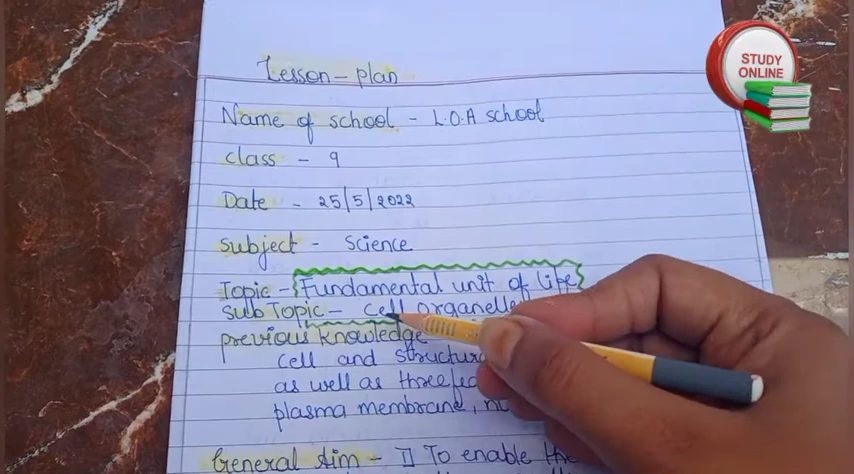 STUDY
ONLINE
Lesson - plan
Name of school - L.O.A school
class - 9
Date - 25/5/2022
subject - Science
Topic - Fundamental unit of life
sub Topic - cell organelle
previous knowledge
cell and
as well as three
plasma membrane,
General Aim - To enable